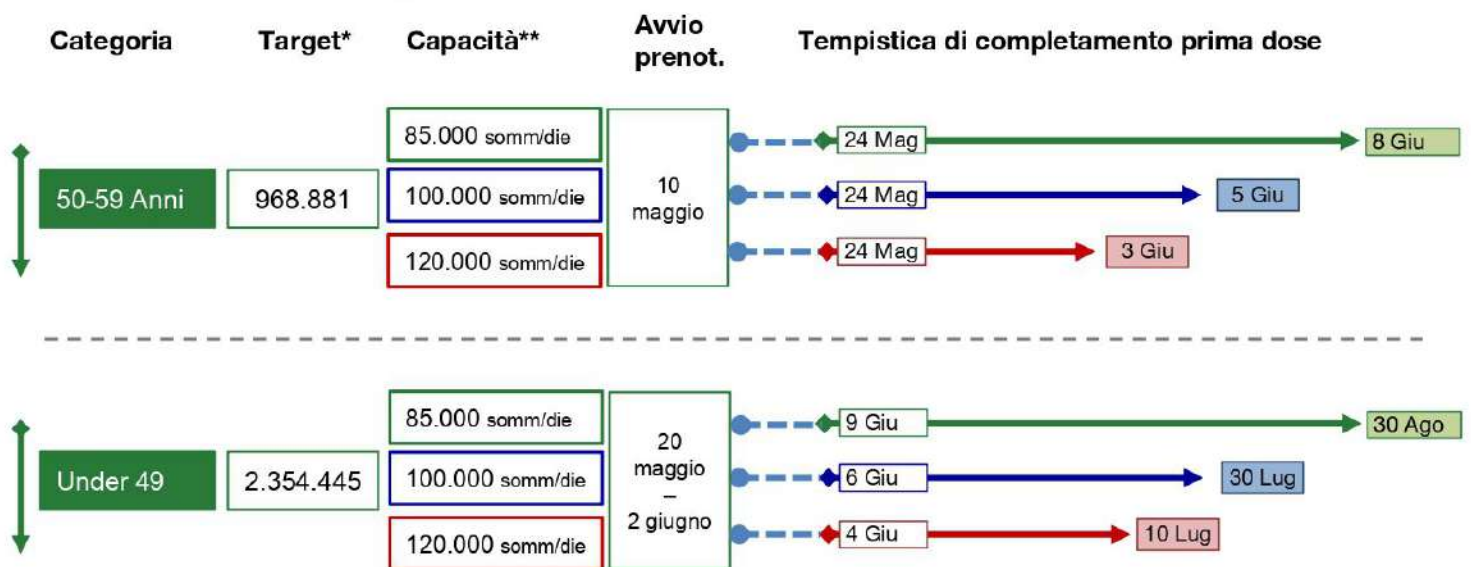 Categoria
Target*
Capacità**
Avvio
prenot.
Tempistica di completamento prima dose
50-59 Anni
968.881
85.000 somm/die
100.000 somm/die
120.000 somm/die
10
maggio
24 Mag
8 Giu
24 Mag
5 Giu
24 Mag
3 Giu
Under 49
2.354.445
85.000 somm/die
100.000 somm/die
120.000 somm/die
20
maggio
–
2 giugno
9 Giu
30 Ago
6 Giu
30 Lug
4 Giu
10 Lug